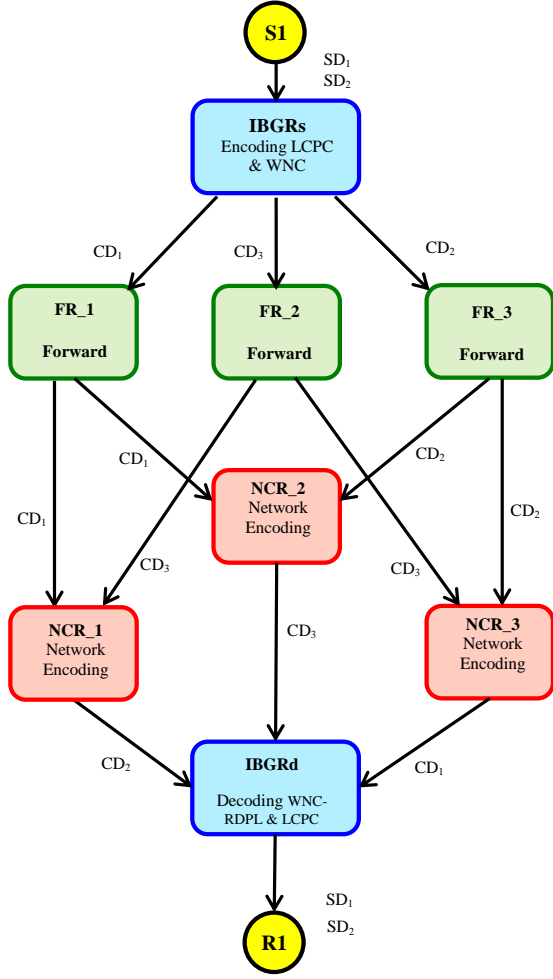 S1
SD₁
SD₂
IBGRs
Encoding LCPC
& WNC
CD₁
CD₃
CD₂
FR_1
Forward
FR_2
Forward
FR_3
Forward
CD₁
CD₂
NCR_2
Network
Encoding
CD₁
CD₂
CD₃
CD₃
NCR_1
Network
Encoding
CD₃
NCR_3
Network
Encoding
CD₂
CD₁
IBGRd
Decoding WNC-
RDPL & LCPC
SD₁
SD₂
R1